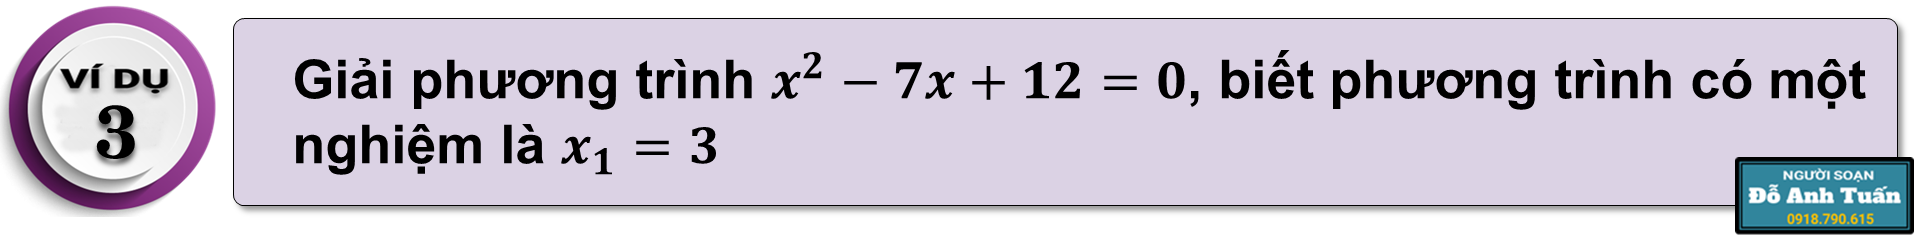 VÍ DỤ
3
Giải phương trình x² − 7x + 12 = 0, biết phương trình có một
nghiệm là x₁ = 3
NGƯỜI SOẠN
Đỗ Anh Tuấn
0918.790.615